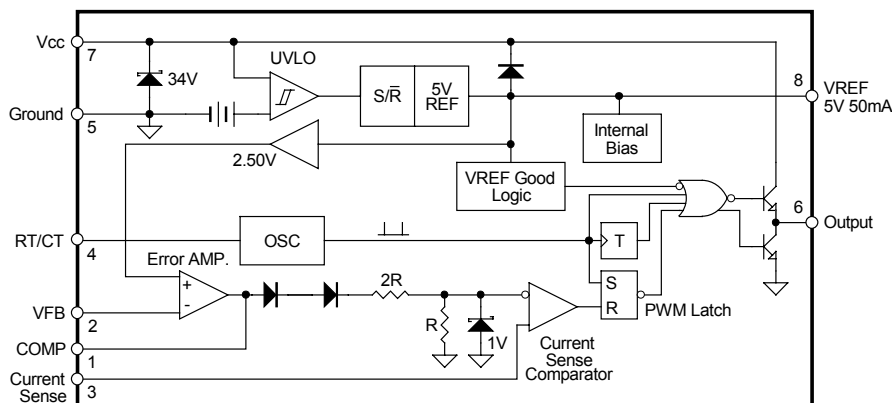 Vcc
7
UVLO
34V
S/R̅
5V
REF
8
VREF
5V 50mA
Ground
5
2.50V
Internal
Bias
VREF Good
Logic
6
Output
RT/CT
4
OSC
T
Error AMP.
+
-
2R
S
R
PWM Latch
VFB
2
R
1V
COMP
1
Current
Sense
Comparator
Current
Sense
3